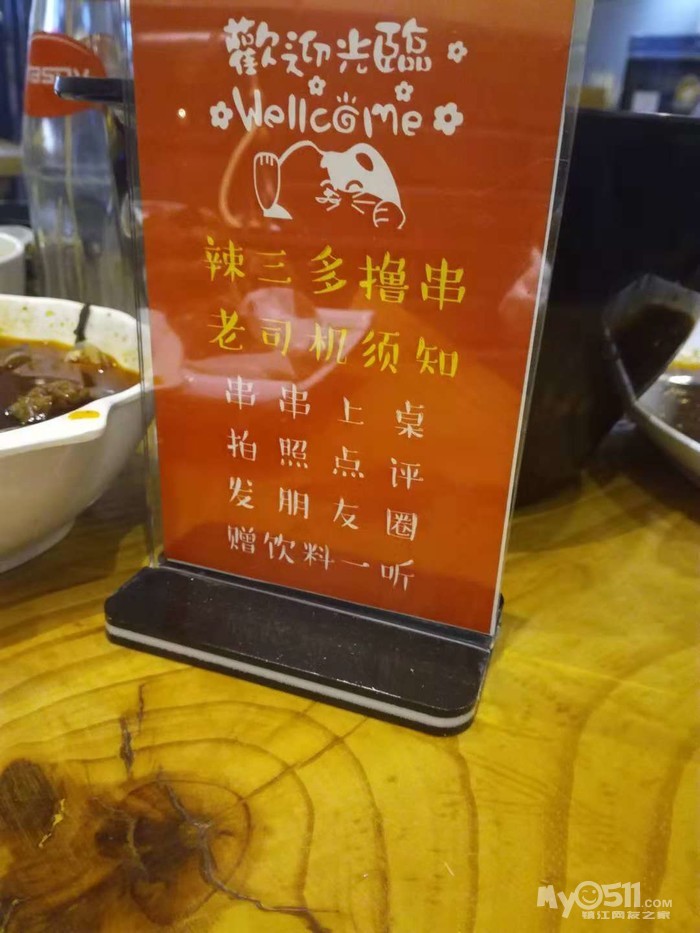 歡迎光臨
Wellcome
辣三多撸串
老司机须知
串串上桌
拍照点评
发朋友圈
赠饮料一听
My0511.com
镇江网友之家